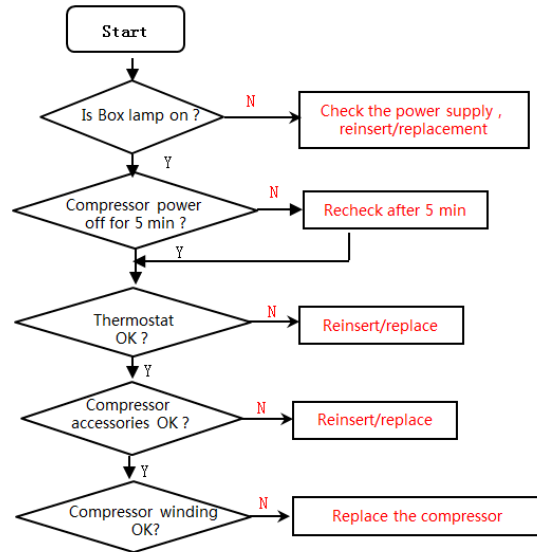 Start
Is Box lamp on ?
N
Check the power supply ,
reinsert/replacement
Y
Compressor power
off for 5 min ?
N
Recheck after 5 min
Y
Thermostat
OK ?
N
Reinsert/replace
Y
Compressor
accessories OK ?
N
Reinsert/replace
Y
Compressor winding
OK?
N
Replace the compressor